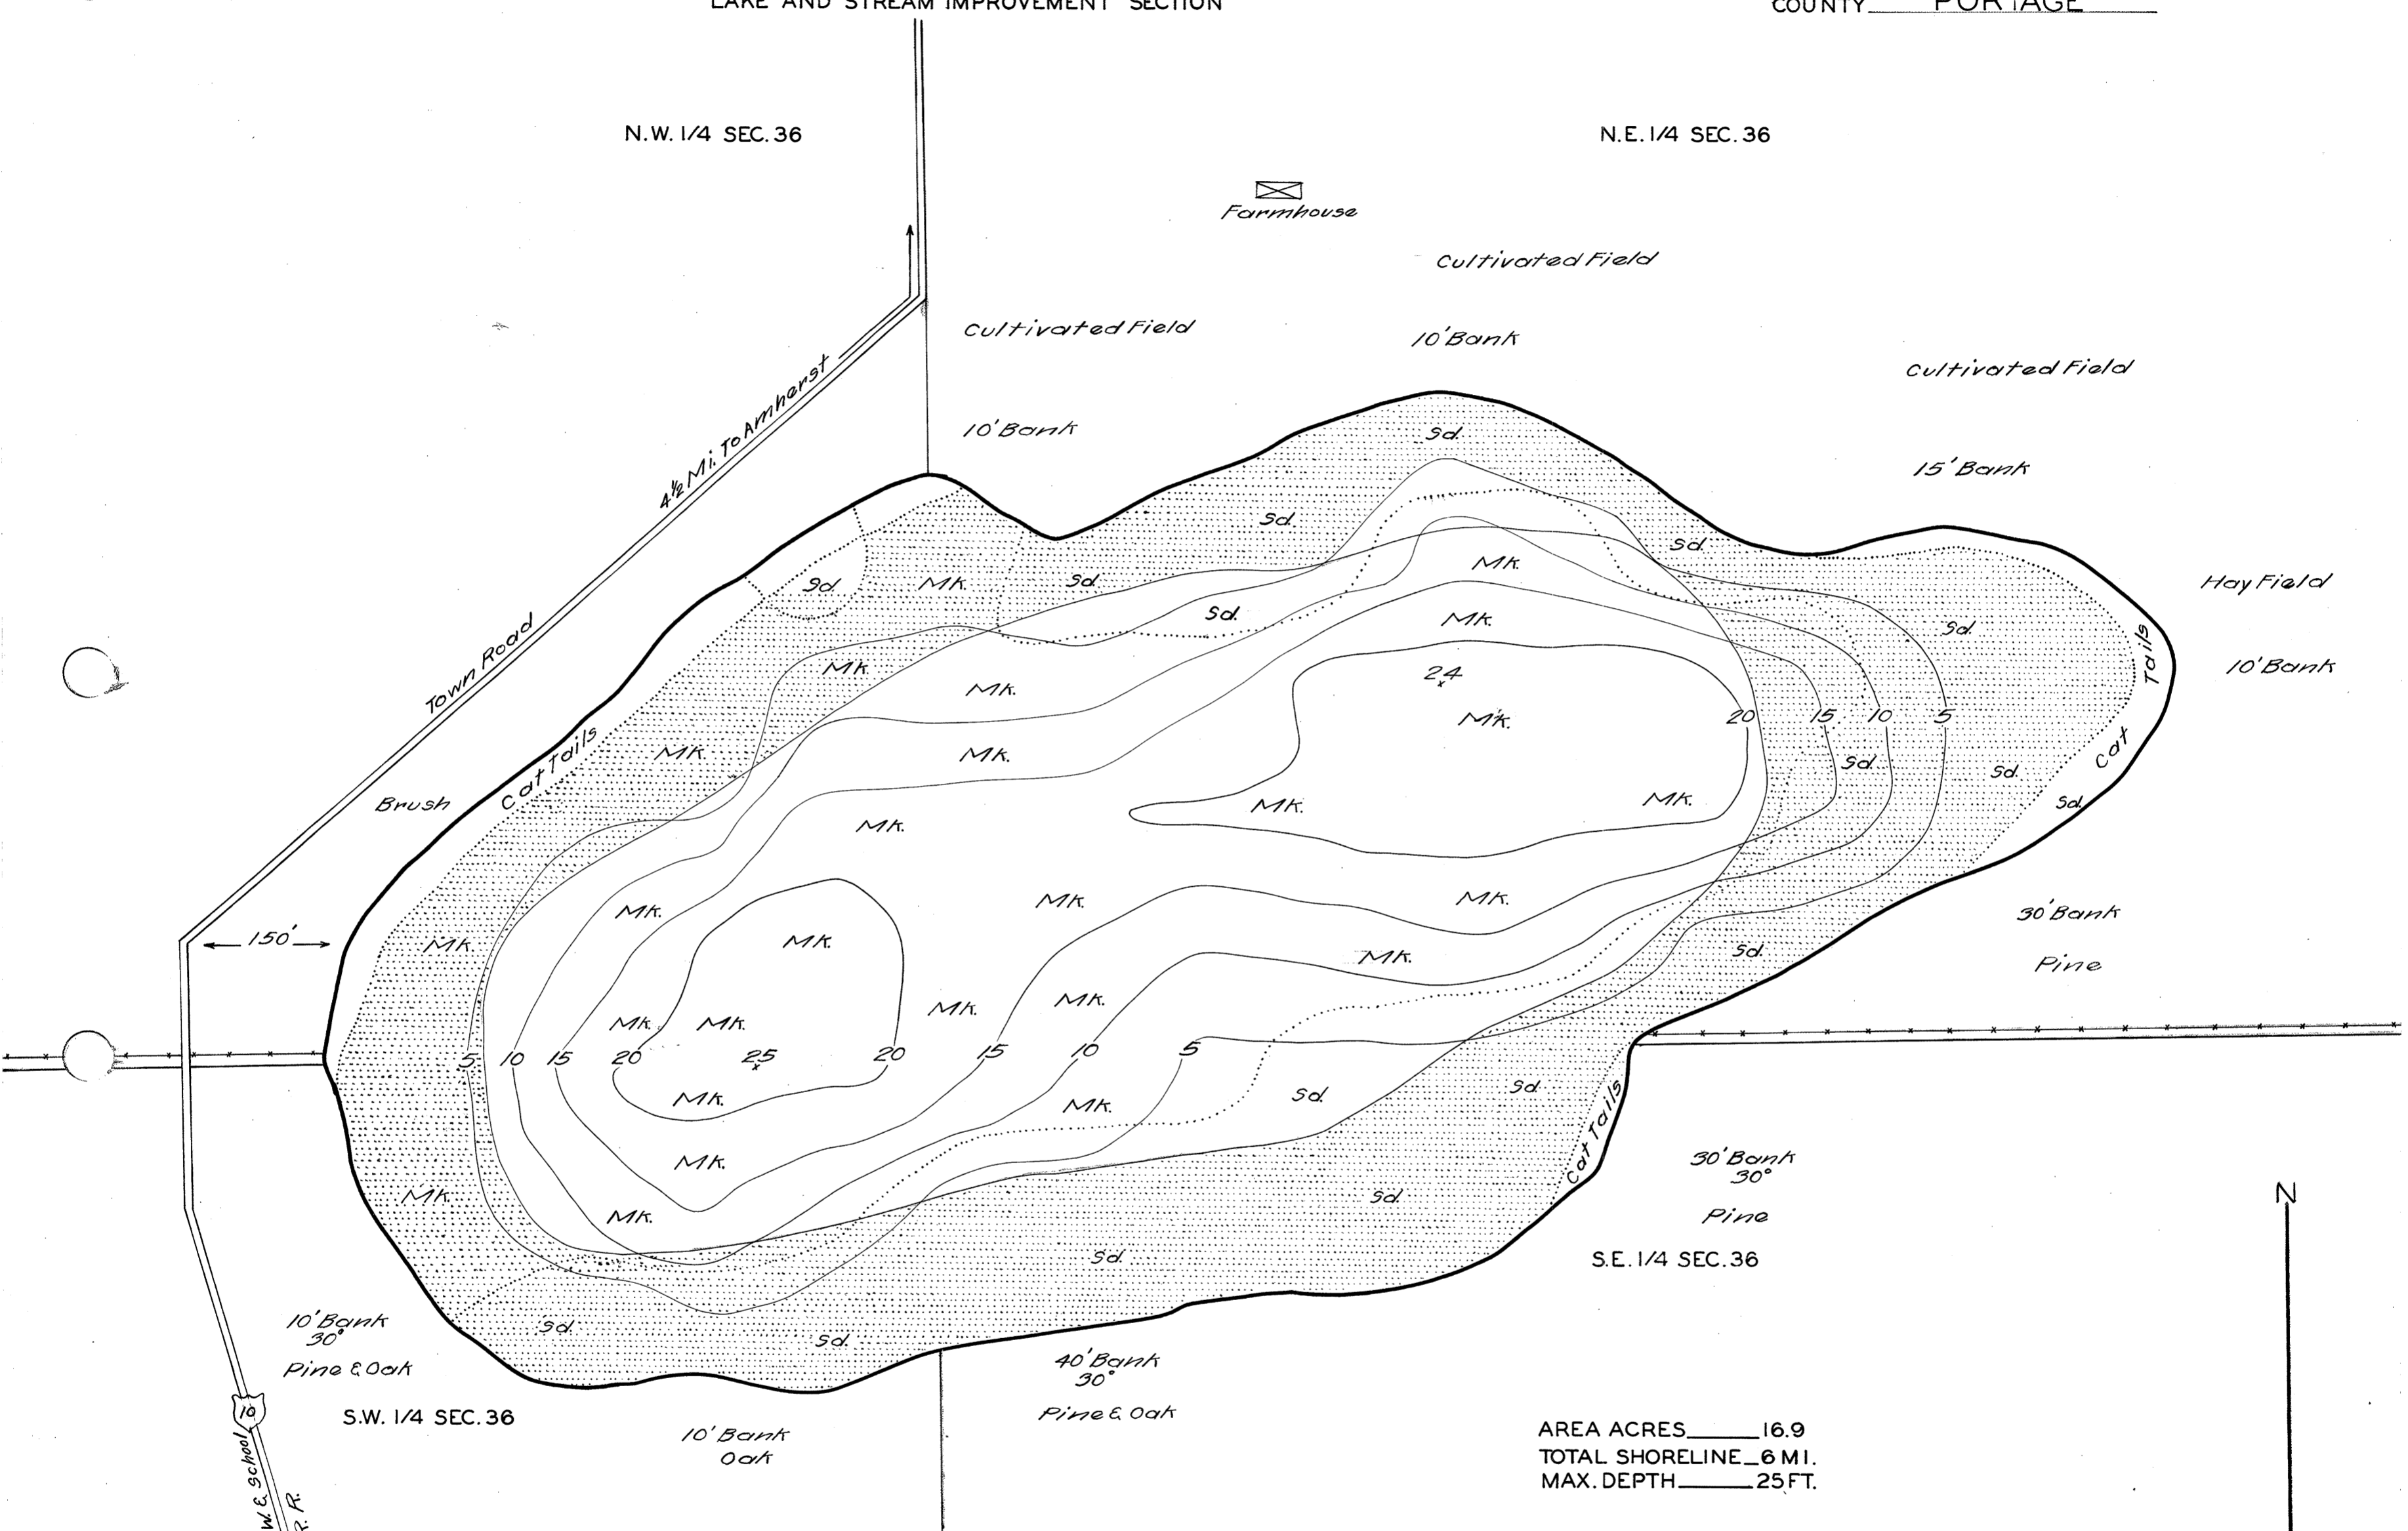 LAKE AND STREAM IMPROVEMENT SECTION
COUNTY PORTAGE
N.W. 1/4 SEC. 36
N.E. 1/4 SEC. 36
Farmhouse
Cultivated Field
Cultivated Field
10' Bank
Cultivated Field
4½ Mi. To Amherst
10' Bank
Sd.
15' Bank
Sd.
Sd.
Mk.
Sd.
Mk.
Sd.
Hay Field
Sd.
Mk.
Sd.
Town Road
Mk.
24
Cat Tails
10' Bank
Mk.
Mk.
20
15
10
5
Cat Tails
Mk.
Mk.
Sd.
Sd.
Brush
Mk.
Mk.
Sd.
Mk.
Mk.
Mk.
Mk.
30' Bank
150'
Mk.
Mk.
Mk.
Sd.
Pine
Mk.
Mk.
Mk.
Mk.
5
10
15
20
25
20
15
10
5
Mk.
Mk.
Sd.
Sd.
Cat Tails
Mk.
30' Bank
30°
Mk.
Mk.
Sd.
Pine
N
Sd.
S.E. 1/4 SEC. 36
10' Bank
30°
Pine & Oak
Sd.
Sd.
40' Bank
30°
Pine & Oak
10
S.W. 1/4 SEC. 36
10' Bank
Oak
W. & School
R.
AREA ACRES 16.9
TOTAL SHORELINE 6 MI.
MAX. DEPTH 25 FT.